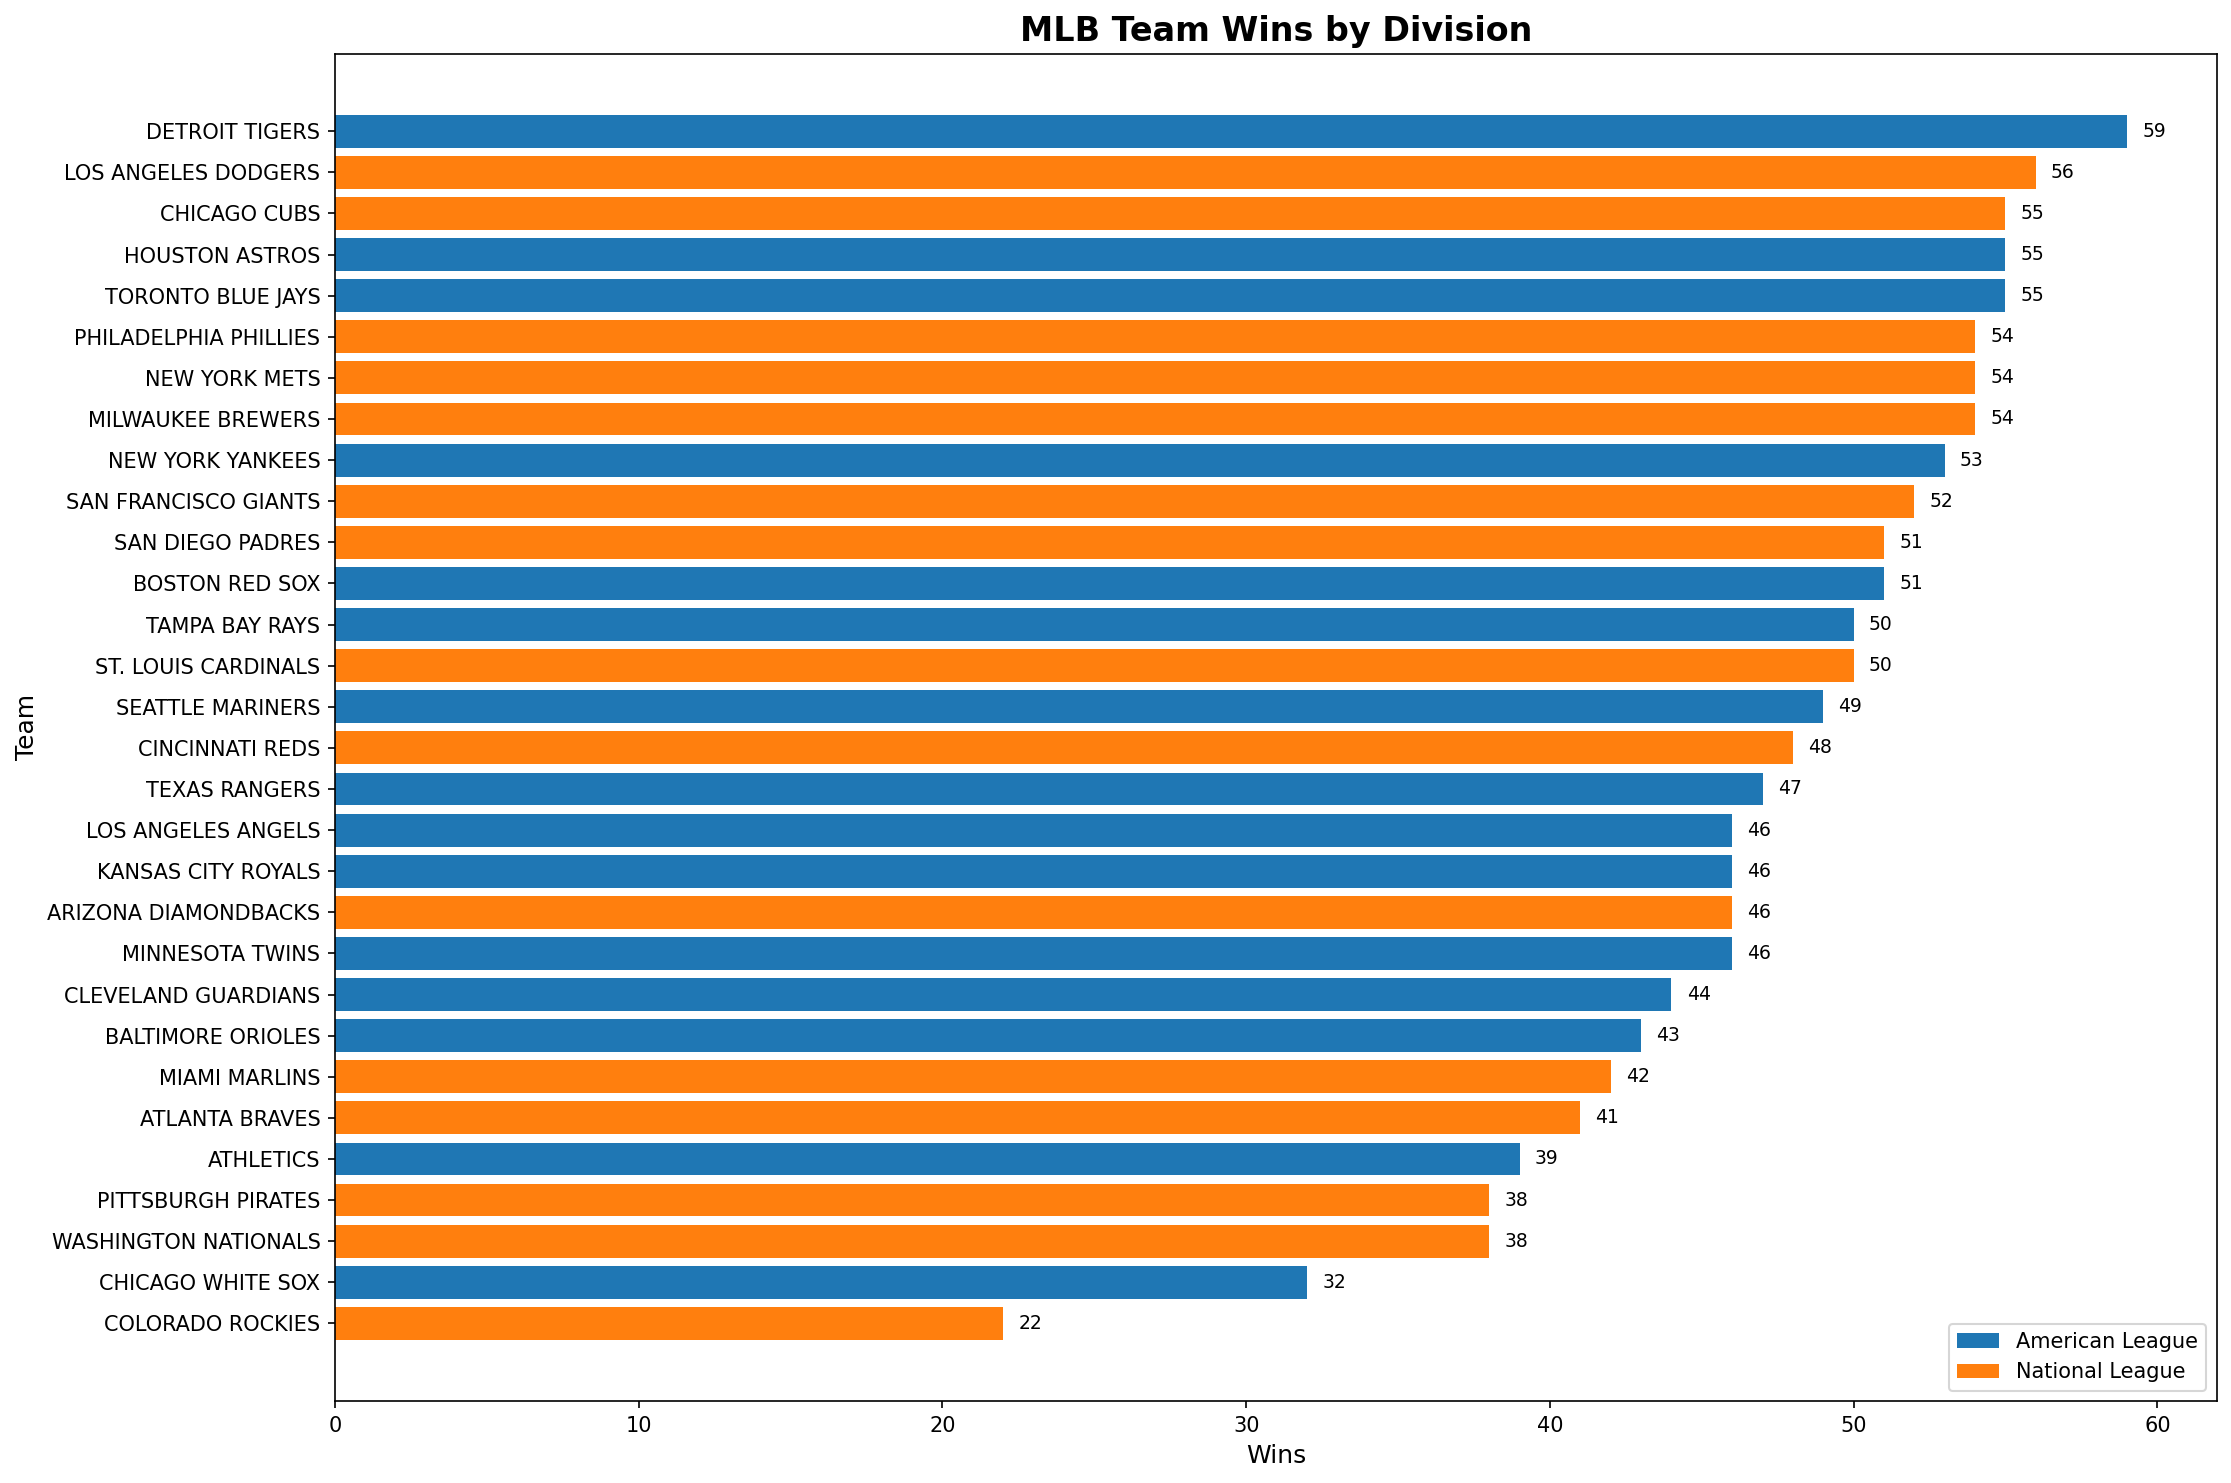 MLB Team Wins by Division
DETROIT TIGERS 59
LOS ANGELES DODGERS 56
CHICAGO CUBS 55
HOUSTON ASTROS 55
TORONTO BLUE JAYS 55
PHILADELPHIA PHILLIES 54
NEW YORK METS 54
MILWAUKEE BREWERS 54
NEW YORK YANKEES 53
SAN FRANCISCO GIANTS 52
SAN DIEGO PADRES 51
BOSTON RED SOX 51
TAMPA BAY RAYS 50
ST. LOUIS CARDINALS 50
SEATTLE MARINERS 49
CINCINNATI REDS 48
TEXAS RANGERS 47
LOS ANGELES ANGELS 46
KANSAS CITY ROYALS 46
ARIZONA DIAMONDBACKS 46
MINNESOTA TWINS 46
CLEVELAND GUARDIANS 44
BALTIMORE ORIOLES 43
MIAMI MARLINS 42
ATLANTA BRAVES 41
ATHLETICS 39
PITTSBURGH PIRATES 38
WASHINGTON NATIONALS 38
CHICAGO WHITE SOX 32
COLORADO ROCKIES 22
Team
American League
National League
0 10 20 30 40 50 60
Wins